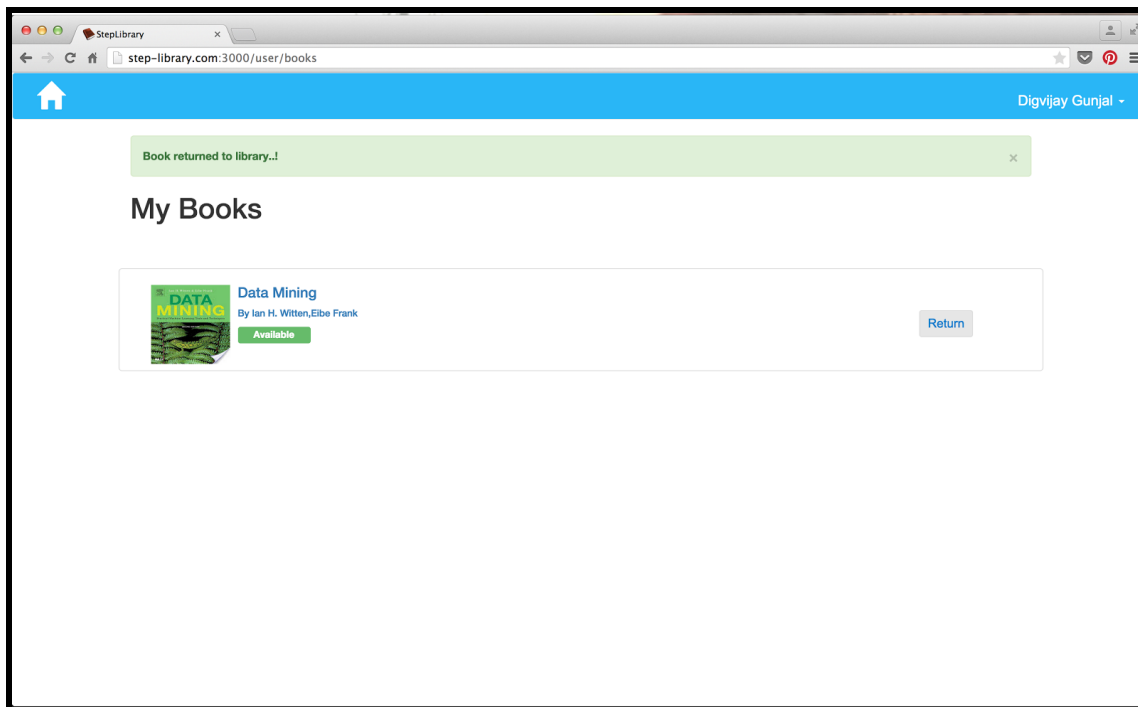 StepLibrary
step-library.com:3000/user/books
Digvijay Gunjal
Book returned to library..!
×
My Books
DATA
MINING
Data Mining
By Ian H. Witten,Eibe Frank
Available
Return